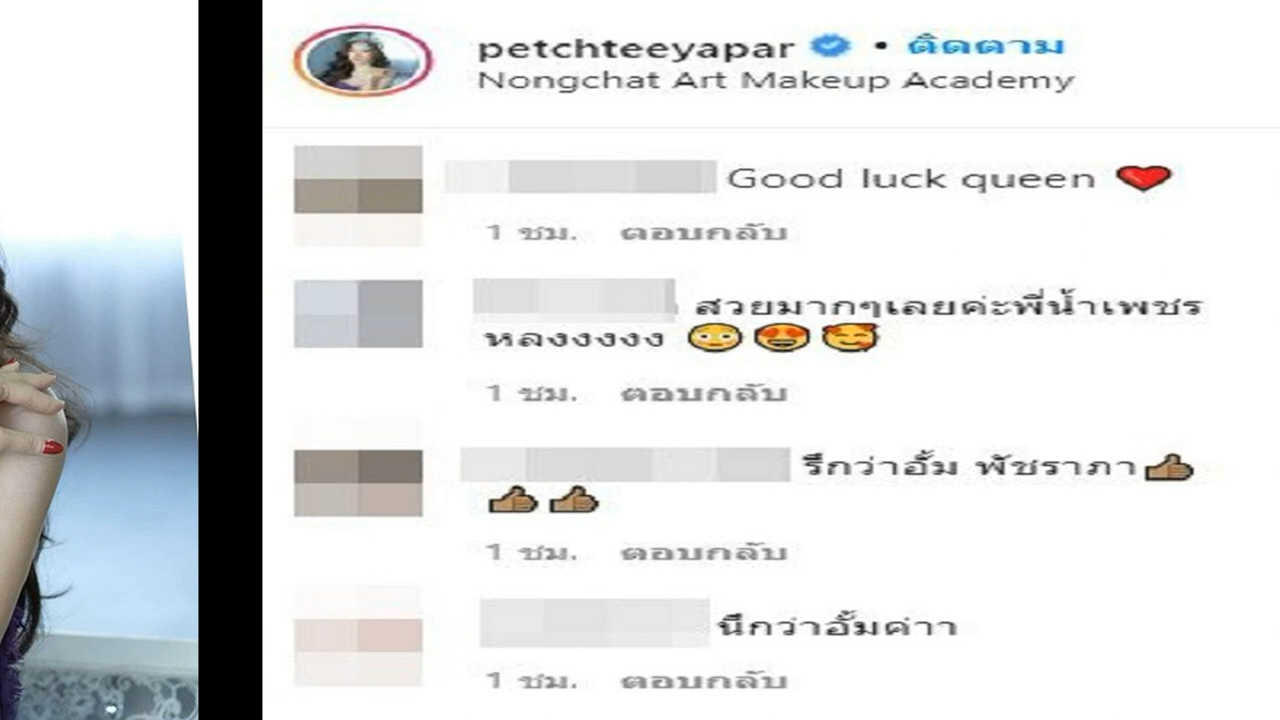 petchteeyapar • ติดตาม
Nongchat Art Makeup Academy
Good luck queen ❤️
1 ชม. ตอบกลับ
สวยมากๆเลยค่ะพี่น้ำเพชร
หลงงงงง 😳 😍 🥰
1 ชม. ตอบกลับ
รึกว่าอั้ม พัชราภา👍🏽
👍🏽 👍🏽
1 ชม. ตอบกลับ
นึกว่าอั้มค่าา
1 ชม. ตอบกลับ